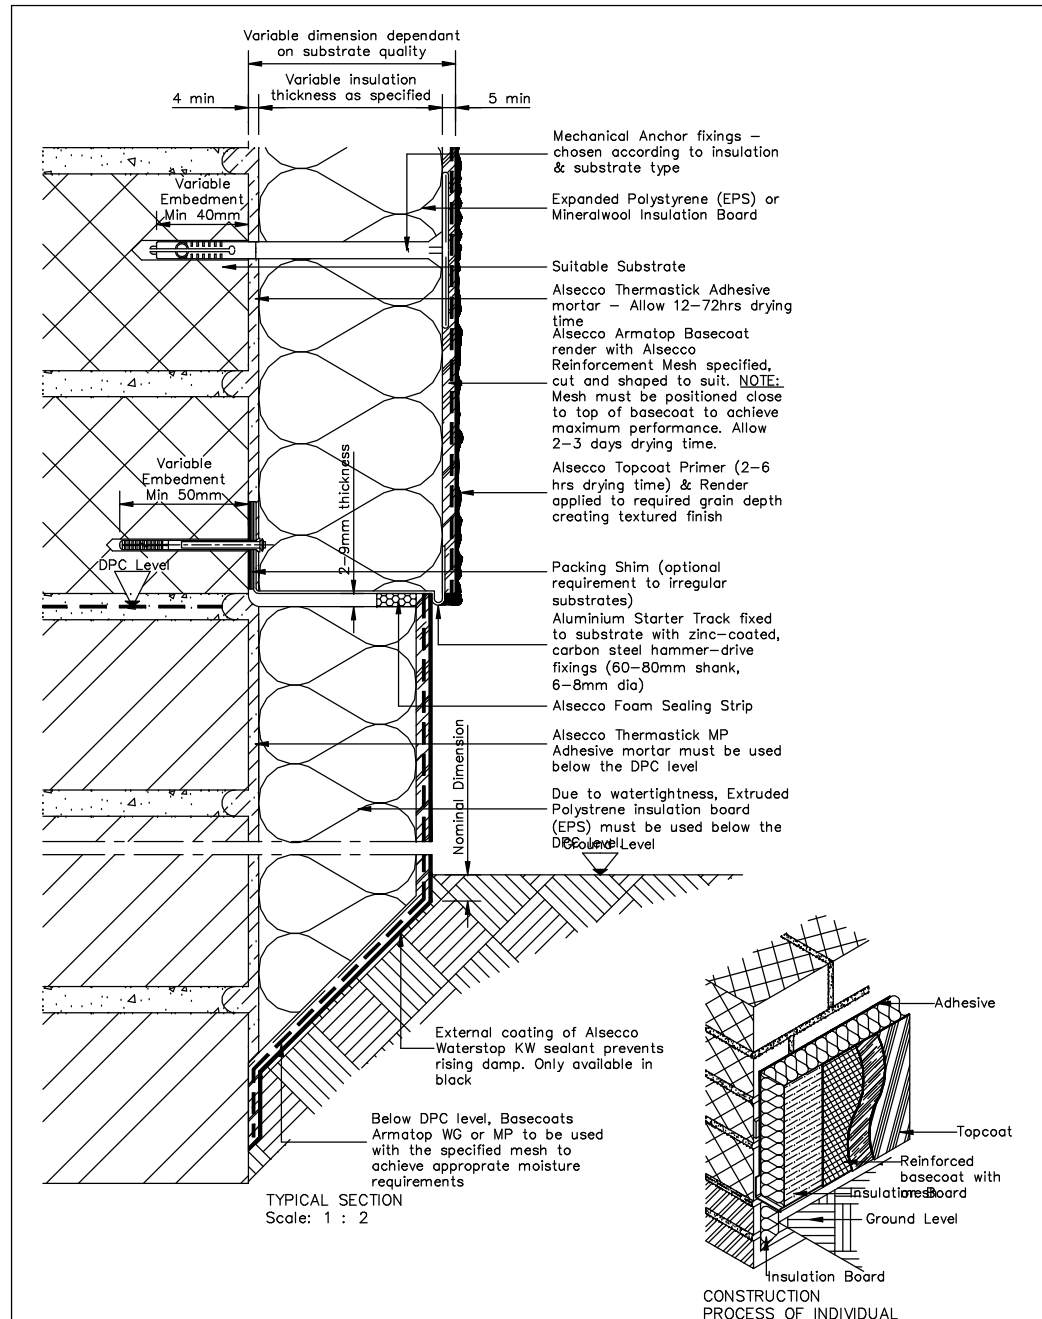 Variable dimension dependant
on substrate quality
Variable insulation
thickness as specified
4 min
5 min
Mechanical Anchor fixings –
chosen according to insulation
& substrate type
Variable
Embedment
Min 40mm
Expanded Polystyrene (EPS) or
Mineralwool Insulation Board
Suitable Substrate
Alsecco Thermastick Adhesive
mortar – Allow 12–72hrs drying
time
Alsecco Armatop Basecoat
render with Alsecco
Reinforcement Mesh specified,
cut and shaped to suit. NOTE:
Mesh must be positioned close
to top of basecoat to achieve
maximum performance. Allow
2–3 days drying time.
Variable
Embedment
Min 50mm
2–9mm thickness
Alsecco Topcoat Primer (2–6
hrs drying time) & Render
applied to required grain depth
creating textured finish
DPC Level
Packing Shim (optional
requirement to irregular
substrates)
Aluminium Starter Track fixed
to substrate with zinc–coated,
carbon steel hammer–drive
fixings (60–80mm shank,
6–8mm dia)
Alsecco Foam Sealing Strip
Alsecco Thermastick MP
Adhesive mortar must be used
below the DPC level
Nominal Dimension
Due to watertightness, Extruded
Polystrene insulation board
(EPS) must be used below the
DPC level.
Ground Level
External coating of Alsecco
Waterstop KW sealant prevents
rising damp. Only available in
black
Below DPC level, Basecoats
Armatop WG or MP to be used
with the specified mesh to
achieve approprate moisture
requirements
TYPICAL SECTION
Scale: 1 : 2
Adhesive
Topcoat
Reinforced
basecoat with
mesh
Insulation Board
Ground Level
Insulation Board
CONSTRUCTION
PROCESS OF INDIVIDUAL